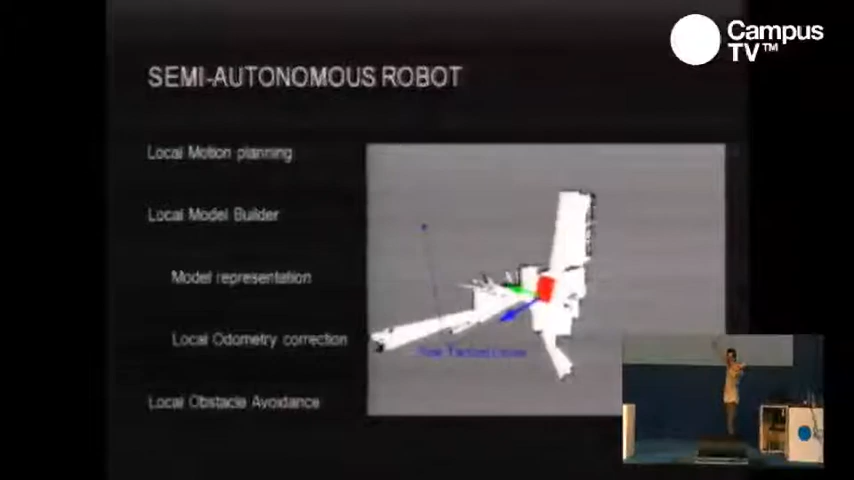 Campus
TV™
SEMI-AUTONOMOUS ROBOT
Local Motion planning
Local Model Builder
Model representation
Local Odometry correction
Local Obstacle Avoidance